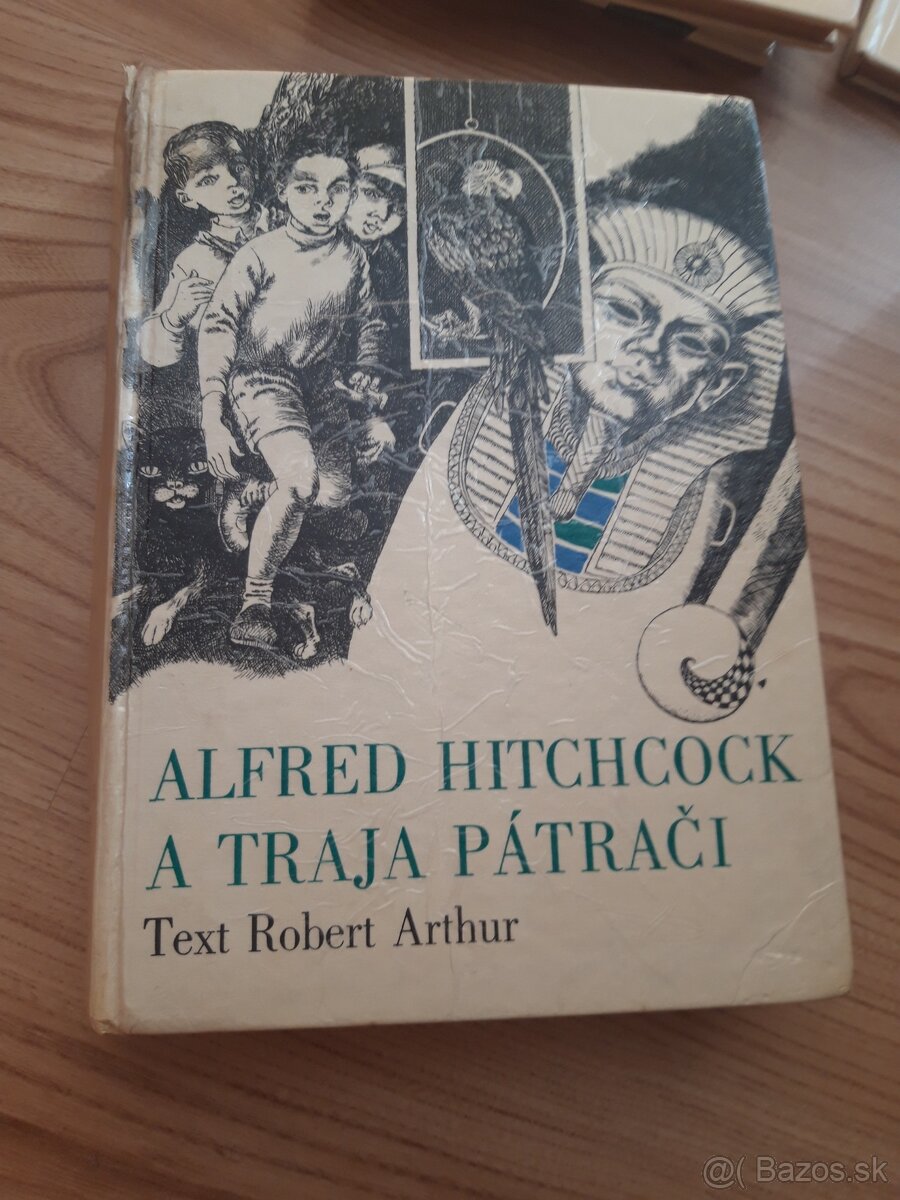 ALFRED HITCHCOCK
A TRAJA PÁTRAČI
Text Robert Arthur
@( Bazos.sk